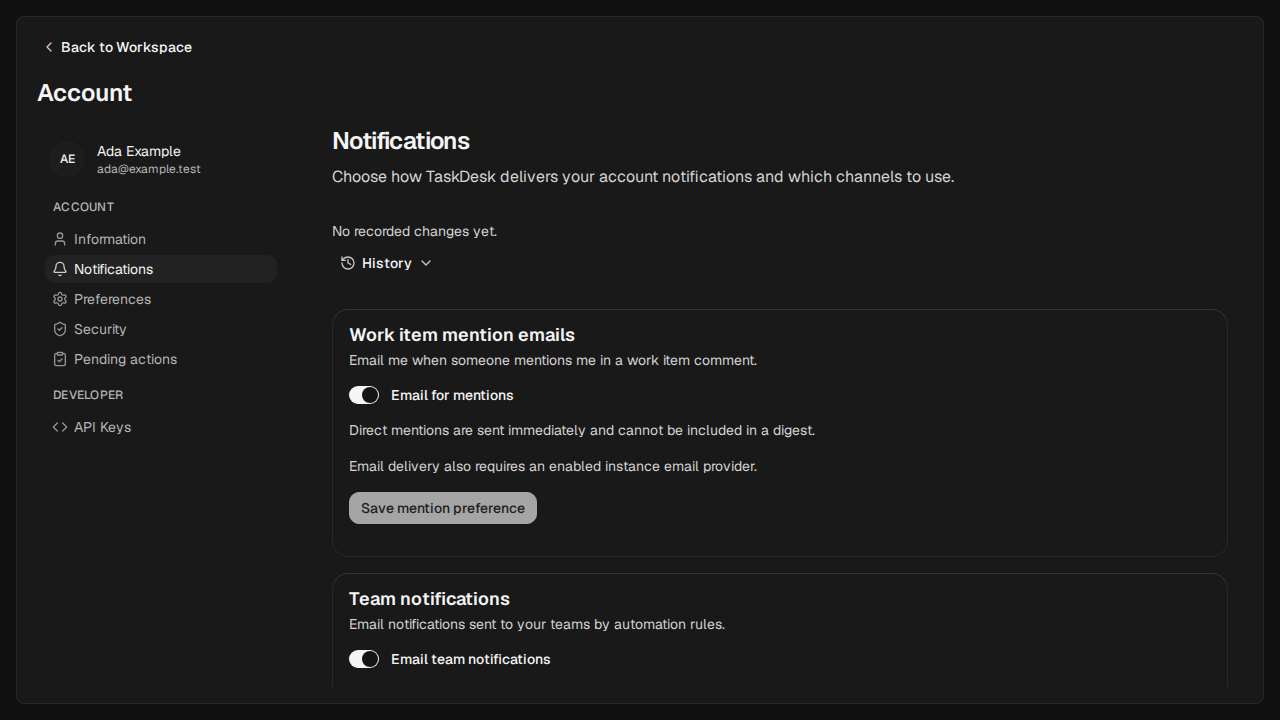 Back to Workspace
Account
AE
Ada Example
ada@example.test
ACCOUNT
Information
Notifications
Preferences
Security
Pending actions
DEVELOPER
API Keys
Notifications
Choose how TaskDesk delivers your account notifications and which channels to use.
No recorded changes yet.
History
Work item mention emails
Email me when someone mentions me in a work item comment.
Email for mentions
Direct mentions are sent immediately and cannot be included in a digest.
Email delivery also requires an enabled instance email provider.
Save mention preference
Team notifications
Email notifications sent to your teams by automation rules.
Email team notifications